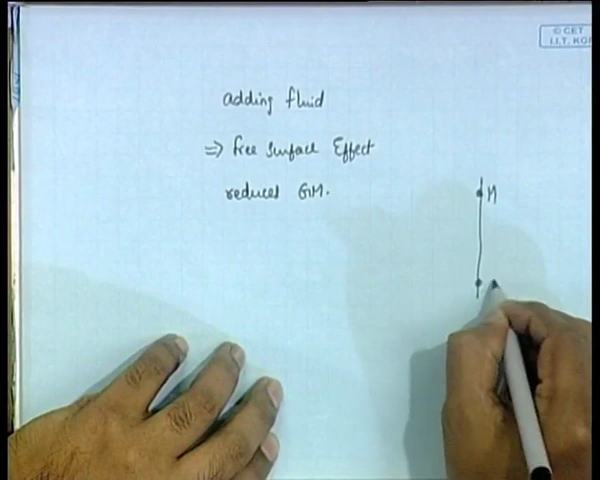 © CET
I.I.T. KGP
adding fluid
⇒ free surface Effect
reduces GM.
M